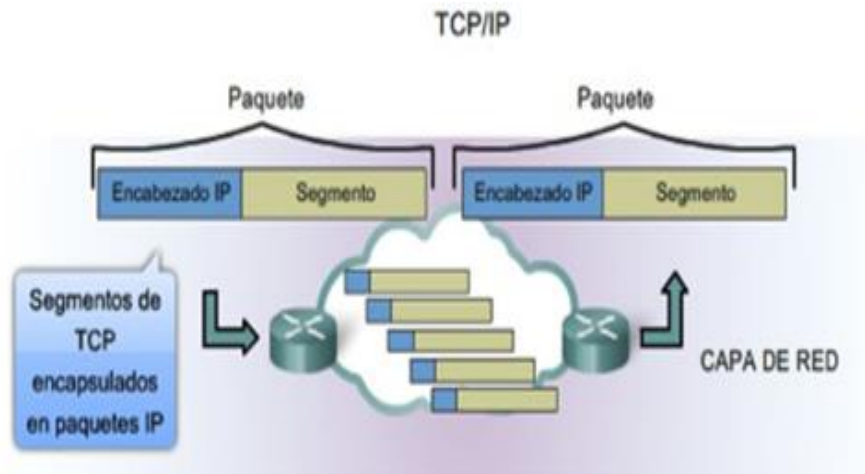 TCP/IP
Paquete
Paquete
Encabezado IP
Segmento
Encabezado IP
Segmento
Segmentos de
TCP
encapsulados
en paquetes IP
CAPA DE RED